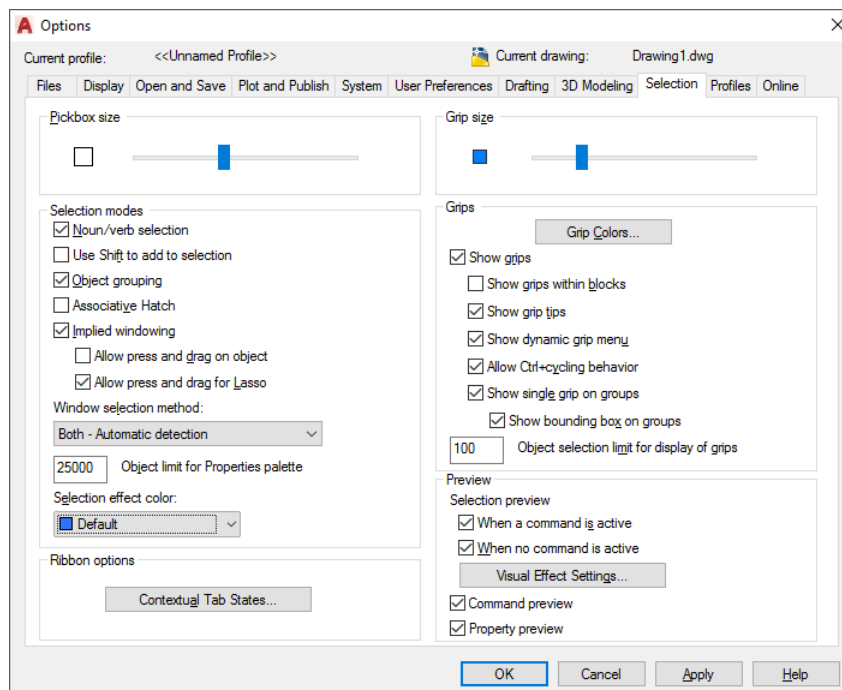 A Options
Current profile: <<Unnamed Profile>> Current drawing: Drawing1.dwg
Files Display Open and Save Plot and Publish System User Preferences Drafting 3D Modeling Selection Profiles Online
Pickbox size
Grip size
Selection modes
Noun/verb selection
Use Shift to add to selection
Object grouping
Associative Hatch
Implied windowing
Allow press and drag on object
Allow press and drag for Lasso
Window selection method:
Both - Automatic detection
25000 Object limit for Properties palette
Selection effect color:
Default
Ribbon options
Contextual Tab States...
Grips
Grip Colors...
Show grips
Show grips within blocks
Show grip tips
Show dynamic grip menu
Allow Ctrl+cycling behavior
Show single grip on groups
Show bounding box on groups
100 Object selection limit for display of grips
Preview
Selection preview
When a command is active
When no command is active
Visual Effect Settings...
Command preview
Property preview
OK Cancel Apply Help